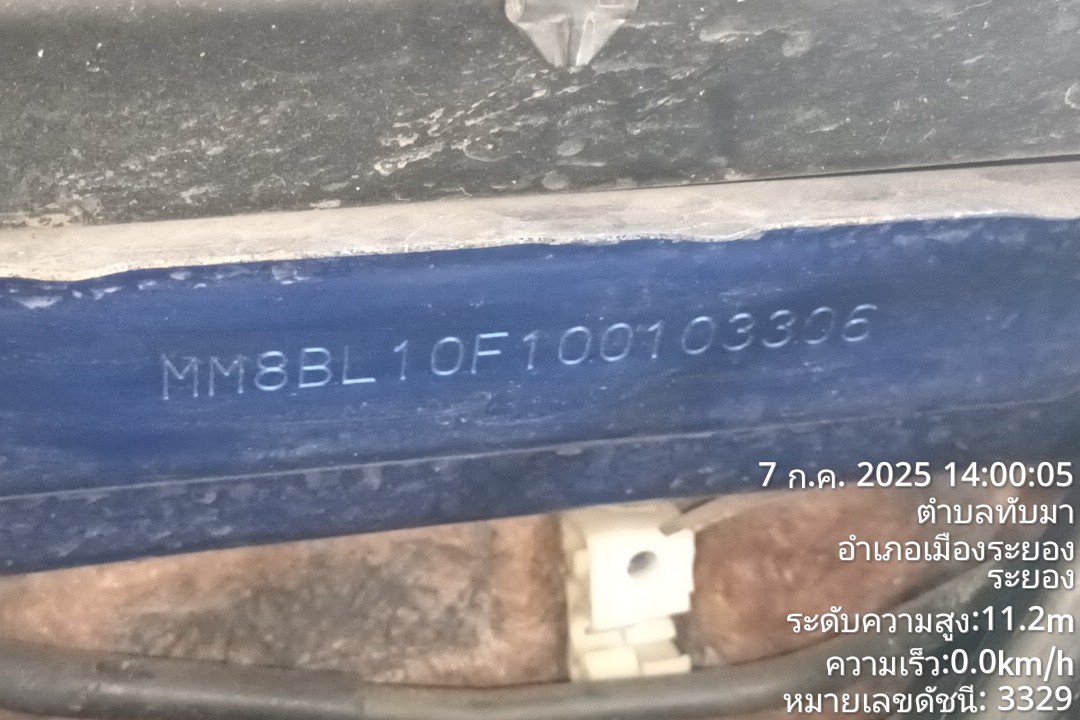 MM8BL10F100103306
7 ก.ค. 2025 14:00:05
ตำบลทับมา
อำเภอเมืองระยอง
ระยอง
ระดับความสูง:11.2m
ความเร็ว:0.0km/h
หมายเลขดัชนี: 3329